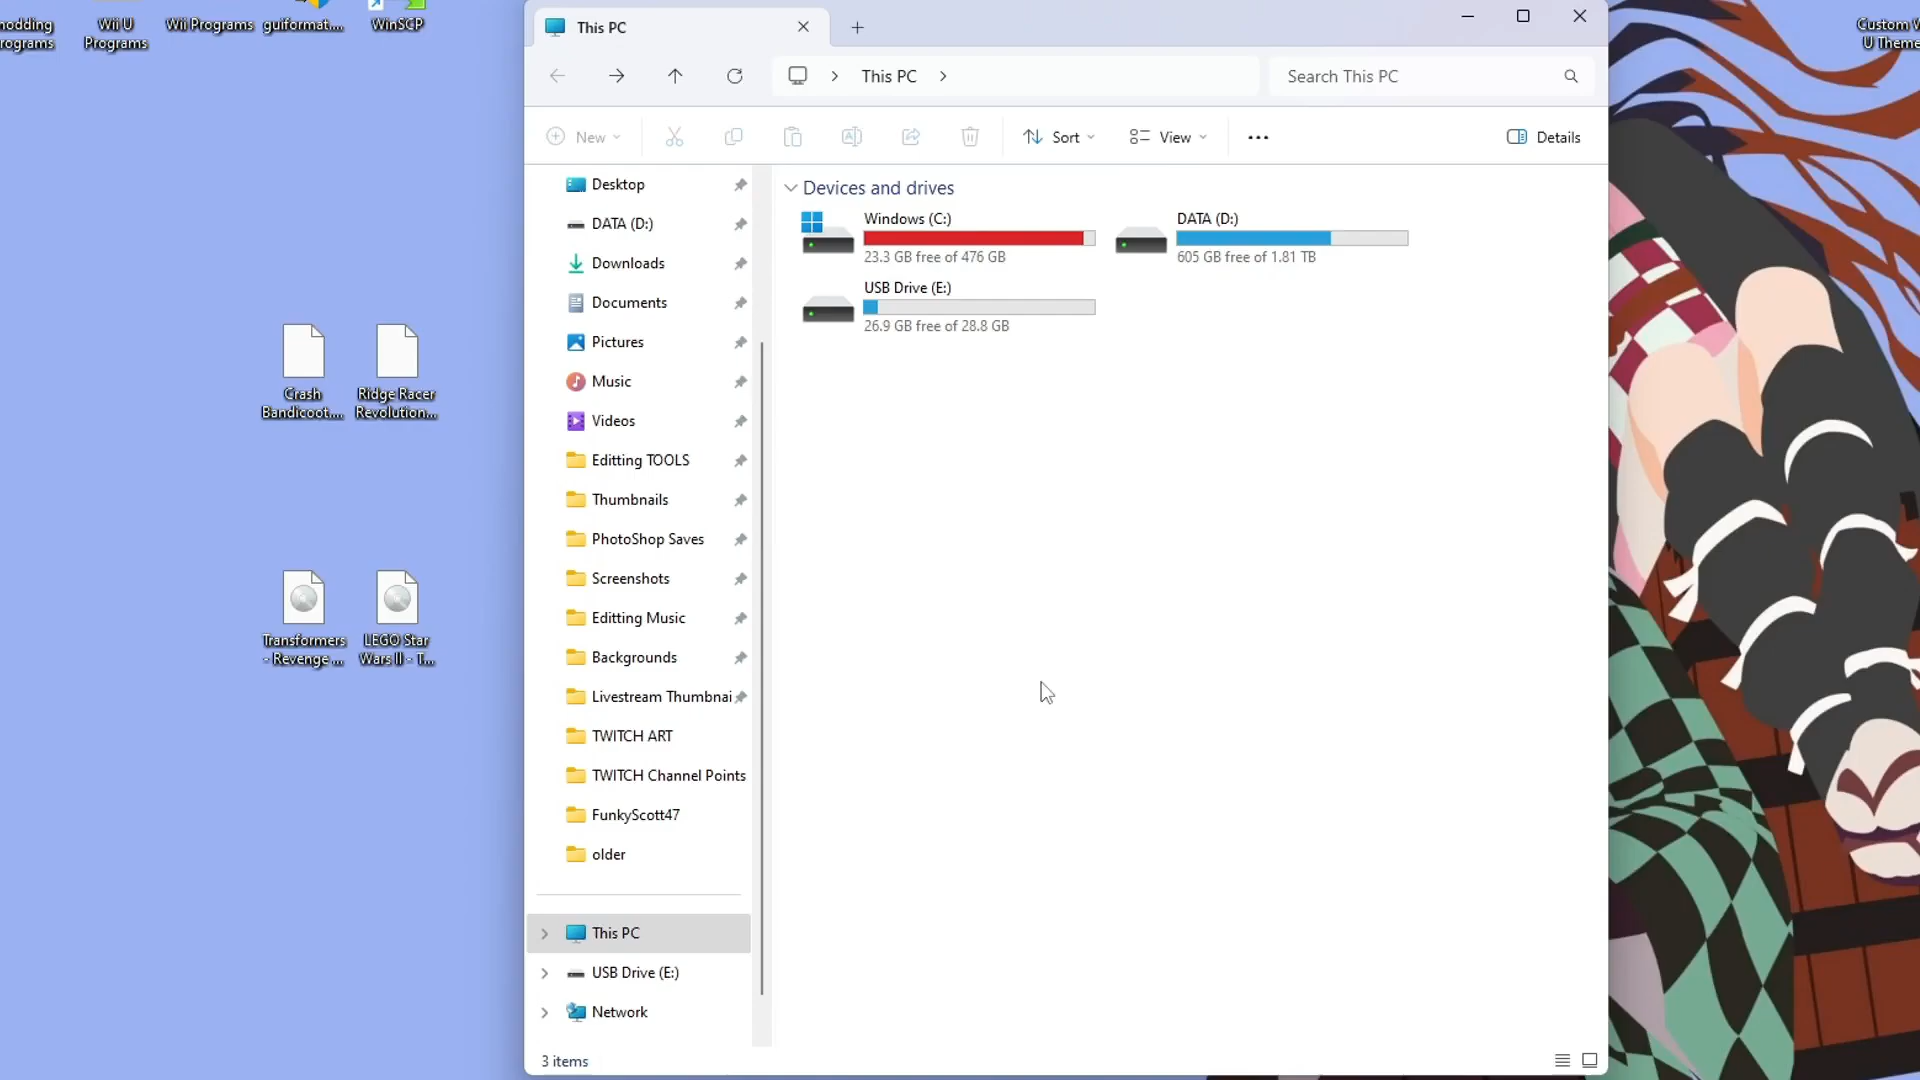 nodding
rograms
Wii U
Programs
Wii Programs
guiformat....
WinSCP
Custom W
U Theme
Crash
Bandicoot....
Ridge Racer
Revolution...
Transformers
- Revenge ...
LEGO Star
Wars II - T...
This PC
This PC
Search This PC
New
Sort
View
Details
Desktop
DATA (D:)
Downloads
Documents
Pictures
Music
Videos
Editting TOOLS
Thumbnails
PhotoShop Saves
Screenshots
Editting Music
Backgrounds
Livestream Thumbnai
TWITCH ART
TWITCH Channel Points
FunkyScott47
older
This PC
USB Drive (E:)
Network
Devices and drives
Windows (C:)
23.3 GB free of 476 GB
DATA (D:)
605 GB free of 1.81 TB
USB Drive (E:)
26.9 GB free of 28.8 GB
3 items